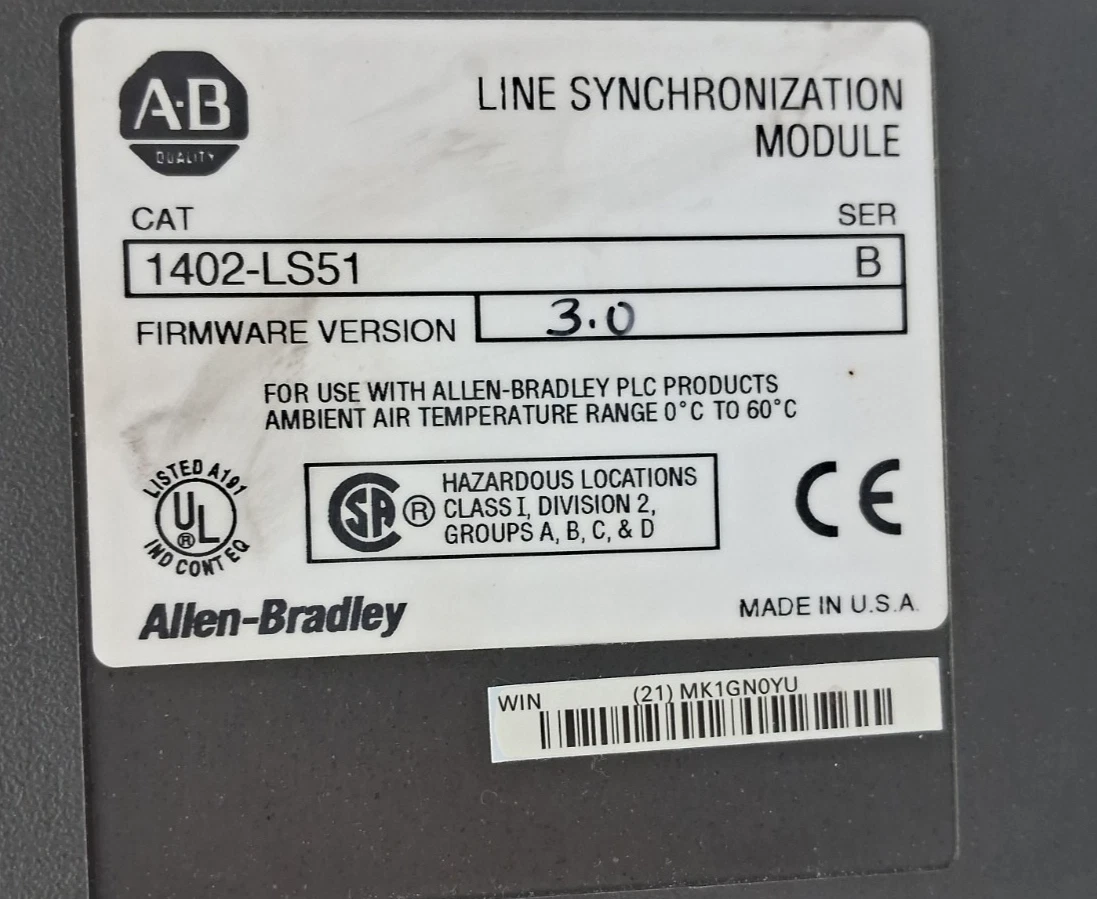 A·B
QUALITY
LINE SYNCHRONIZATION
MODULE
CAT SER
1402-LS51 B
FIRMWARE VERSION 3.0
FOR USE WITH ALLEN-BRADLEY PLC PRODUCTS
AMBIENT AIR TEMPERATURE RANGE 0°C TO 60°C
LISTED A191
UL ®
IND CONT EQ
SA ®
HAZARDOUS LOCATIONS
CLASS I, DIVISION 2,
GROUPS A, B, C, & D
CE
Allen-Bradley
MADE IN U.S.A.
WIN (21) MK1GN0YU